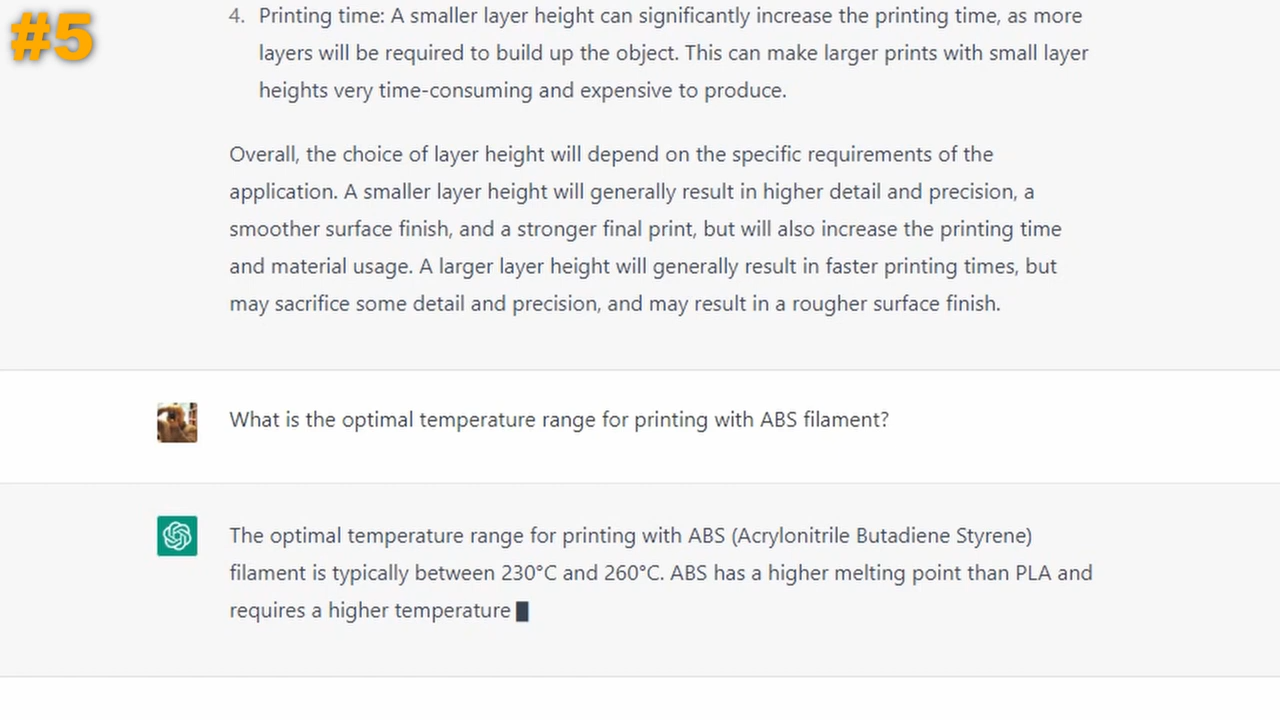 #5
4. Printing time: A smaller layer height can significantly increase the printing time, as more
layers will be required to build up the object. This can make larger prints with small layer
heights very time-consuming and expensive to produce.
Overall, the choice of layer height will depend on the specific requirements of the
application. A smaller layer height will generally result in higher detail and precision, a
smoother surface finish, and a stronger final print, but will also increase the printing time
and material usage. A larger layer height will generally result in faster printing times, but
may sacrifice some detail and precision, and may result in a rougher surface finish.
What is the optimal temperature range for printing with ABS filament?
The optimal temperature range for printing with ABS (Acrylonitrile Butadiene Styrene)
filament is typically between 230°C and 260°C. ABS has a higher melting point than PLA and
requires a higher temperature